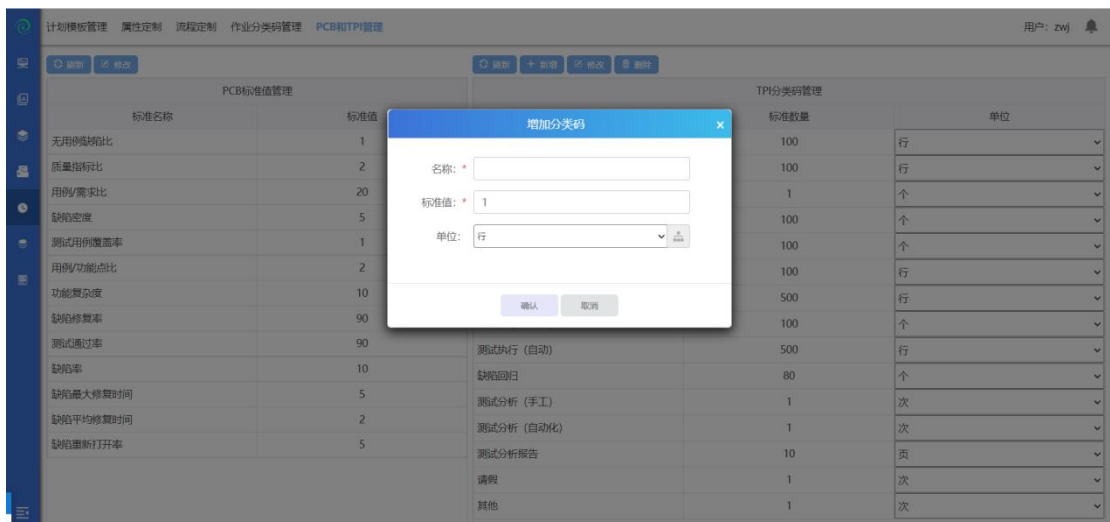 计划模板管理 属性定制 流程定制 作业分类码管理 PCB和TPI管理 用户: zwj
刷新 修改 刷新 新增 修改 删除
PCB标准值管理 TPI分类码管理
标准名称 标准值 标准数量 单位
增加分类码
名称: *
标准值: * 1
单位: 行
确认 取消
无用例缺陷比 1 100 行
质量指标比 2 100 行
用例/需求比 20 1 个
缺陷密度 5 100 个
测试用例覆盖率 1 100 个
用例/功能点比 2 100 行
功能复杂度 10 500 行
缺陷修复率 90 100 个
测试通过率 90 测试执行（自动） 500 行
缺陷率 10 缺陷回归 80 个
缺陷最大修复时间 5 测试分析（手工） 1 次
缺陷平均修复时间 2 测试分析（自动化） 1 次
缺陷重新打开率 5 测试分析报告 10 页
请假 1 次
其他 1 次